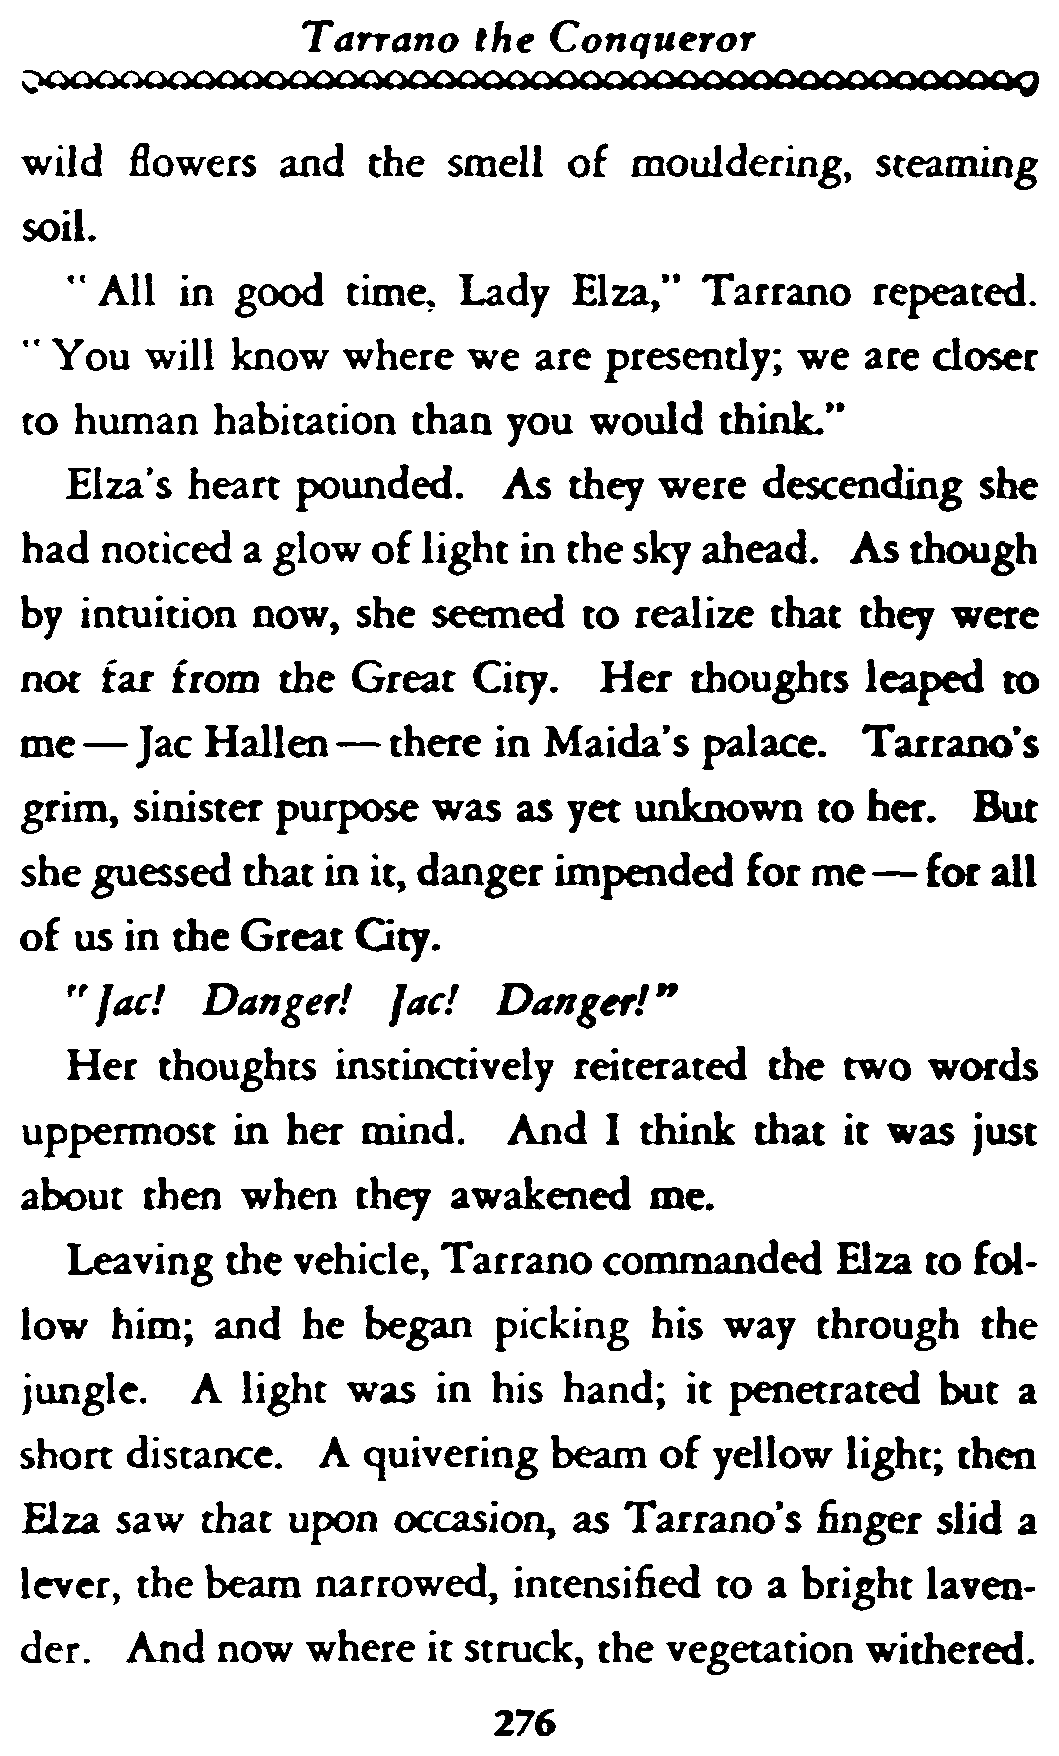 Tarrano the Conqueror
wild flowers and the smell of mouldering, steaming
soil.
"All in good time, Lady Elza," Tarrano repeated.
"You will know where we are presently; we are closer
to human habitation than you would think."
Elza's heart pounded. As they were descending she
had noticed a glow of light in the sky ahead. As though
by intuition now, she seemed to realize that they were
not far from the Great City. Her thoughts leaped to
me — Jac Hallen — there in Maida's palace. Tarrano's
grim, sinister purpose was as yet unknown to her. But
she guessed that in it, danger impended for me — for all
of us in the Great City.
"Jac! Danger! Jac! Danger!"
Her thoughts instinctively reiterated the two words
uppermost in her mind. And I think that it was just
about then when they awakened me.
Leaving the vehicle, Tarrano commanded Elza to fol-
low him; and he began picking his way through the
jungle. A light was in his hand; it penetrated but a
short distance. A quivering beam of yellow light; then
Elza saw that upon occasion, as Tarrano's finger slid a
lever, the beam narrowed, intensified to a bright laven-
der. And now where it struck, the vegetation withered.
276